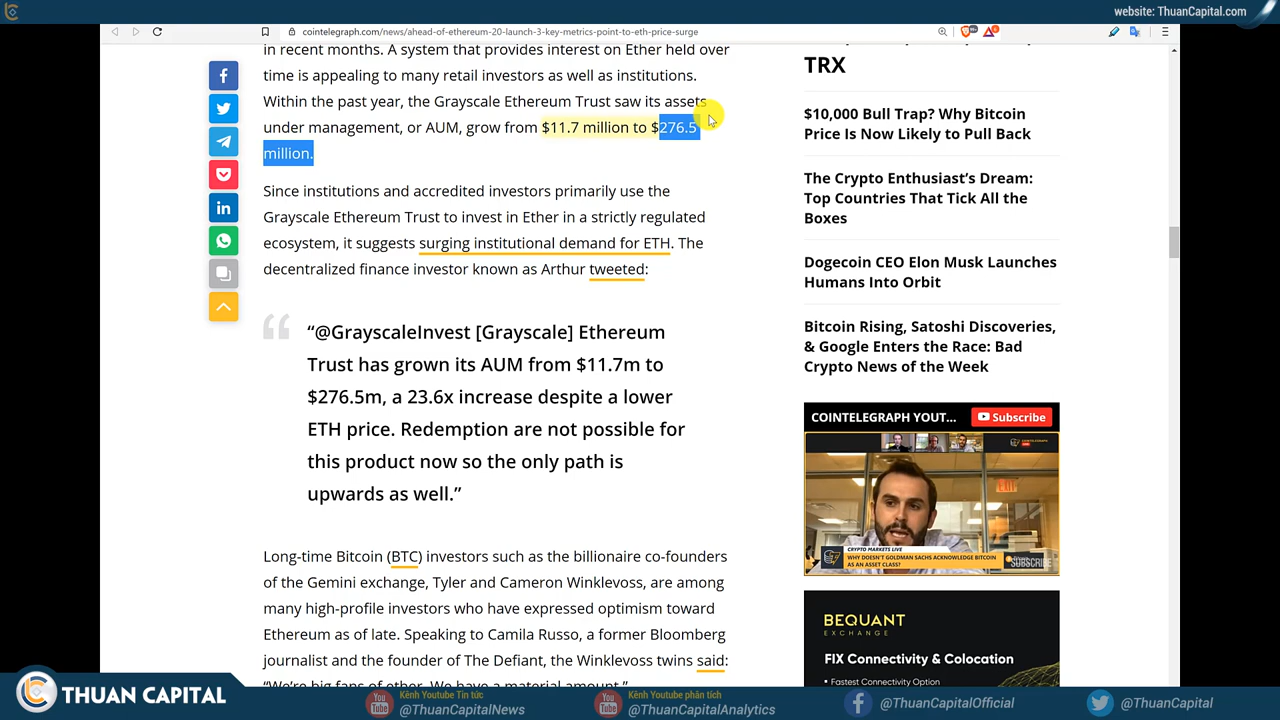 website: ThuanCapital.com
cointelegraph.com/news/ahead-of-ethereum-20-launch-3-key-metrics-point-to-eth-price-surge
in recent months. A system that provides interest on Ether held over
time is appealing to many retail investors as well as institutions.
Within the past year, the Grayscale Ethereum Trust saw its assets
under management, or AUM, grow from $11.7 million to $276.5
million.
Since institutions and accredited investors primarily use the
Grayscale Ethereum Trust to invest in Ether in a strictly regulated
ecosystem, it suggests surging institutional demand for ETH. The
decentralized finance investor known as Arthur tweeted:
“@GrayscaleInvest [Grayscale] Ethereum
Trust has grown its AUM from $11.7m to
$276.5m, a 23.6x increase despite a lower
ETH price. Redemption are not possible for
this product now so the only path is
upwards as well.”
Long-time Bitcoin (BTC) investors such as the billionaire co-founders
of the Gemini exchange, Tyler and Cameron Winklevoss, are among
many high-profile investors who have expressed optimism toward
Ethereum as of late. Speaking to Camila Russo, a former Bloomberg
journalist and the founder of The Defiant, the Winklevoss twins said:
“We’re big fans of ether. We have a material amount.”
TRX
$10,000 Bull Trap? Why Bitcoin
Price Is Now Likely to Pull Back
The Crypto Enthusiast’s Dream:
Top Countries That Tick All the
Boxes
Dogecoin CEO Elon Musk Launches
Humans Into Orbit
Bitcoin Rising, Satoshi Discoveries,
& Google Enters the Race: Bad
Crypto News of the Week
COINTELEGRAPH YOUT...
Subscribe
CRYPTO MARKETS LIVE
WHY DOESN'T GOLDMAN SACHS ACKNOWLEDGE BITCOIN
AS AN ASSET CLASS?
SUBSCRIBE
BEQUANT
EXCHANGE
FIX Connectivity & Colocation
• Fastest Connectivity Option
THUAN CAPITAL
Kênh Youtube Tin tức
@ThuanCapitalNews
Kênh Youtube phân tích
@ThuanCapitalAnalytics
@ThuanCapitalOfficial
@ThuanCapital